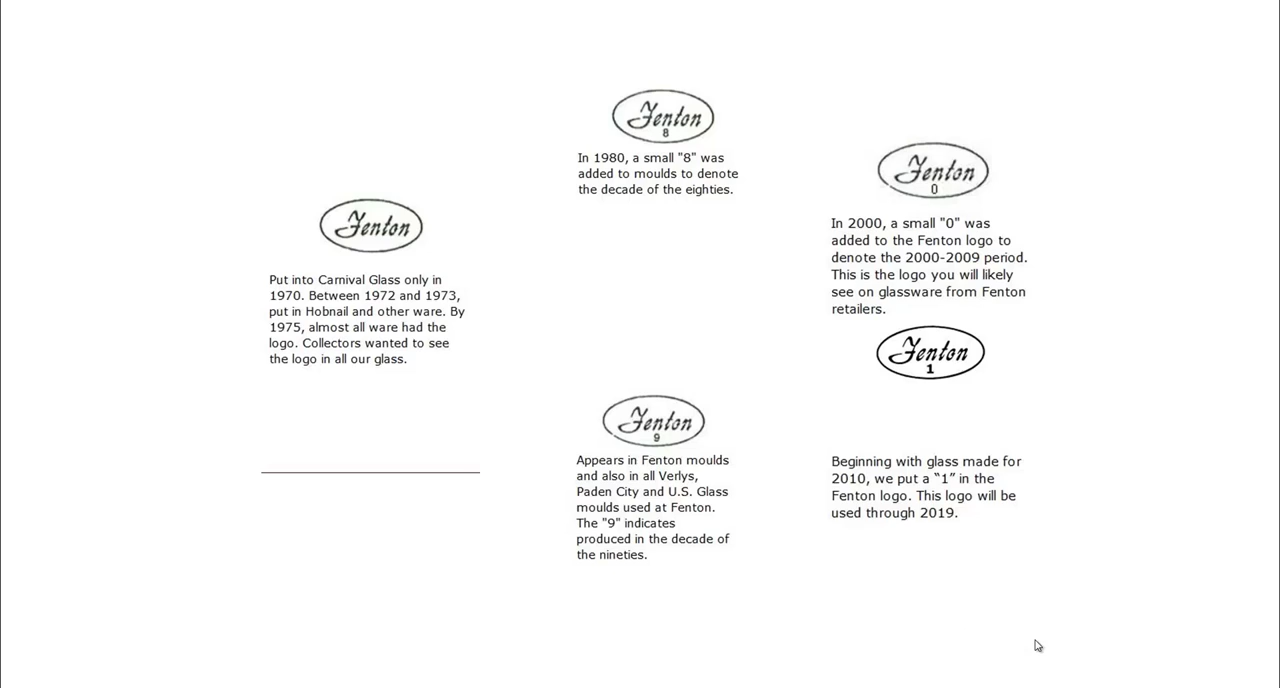 Fenton
Put into Carnival Glass only in
1970. Between 1972 and 1973,
put in Hobnail and other ware. By
1975, almost all ware had the
logo. Collectors wanted to see
the logo in all our glass.
Fenton
8
In 1980, a small "8" was
added to moulds to denote
the decade of the eighties.
Fenton
9
Appears in Fenton moulds
and also in all Verlys,
Paden City and U.S. Glass
moulds used at Fenton.
The "9" indicates
produced in the decade of
the nineties.
Fenton
0
In 2000, a small "0" was
added to the Fenton logo to
denote the 2000-2009 period.
This is the logo you will likely
see on glassware from Fenton
retailers.
Fenton
1
Beginning with glass made for
2010, we put a “1” in the
Fenton logo. This logo will be
used through 2019.